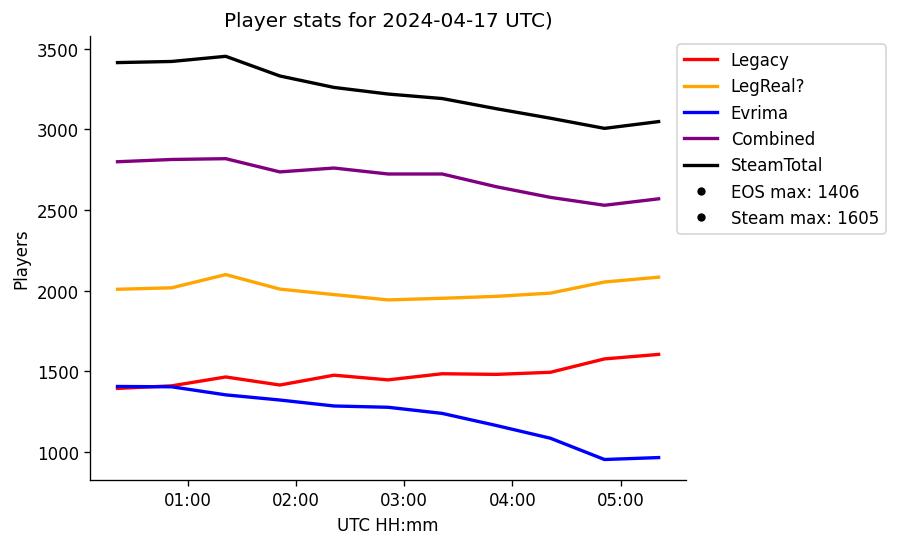 Player stats for 2024-04-17 UTC)
3500
3000
2500
2000
1500
1000
Players
01:00 02:00 03:00 04:00 05:00
UTC HH:mm
Legacy
LegReal?
Evrima
Combined
SteamTotal
EOS max: 1406
Steam max: 1605